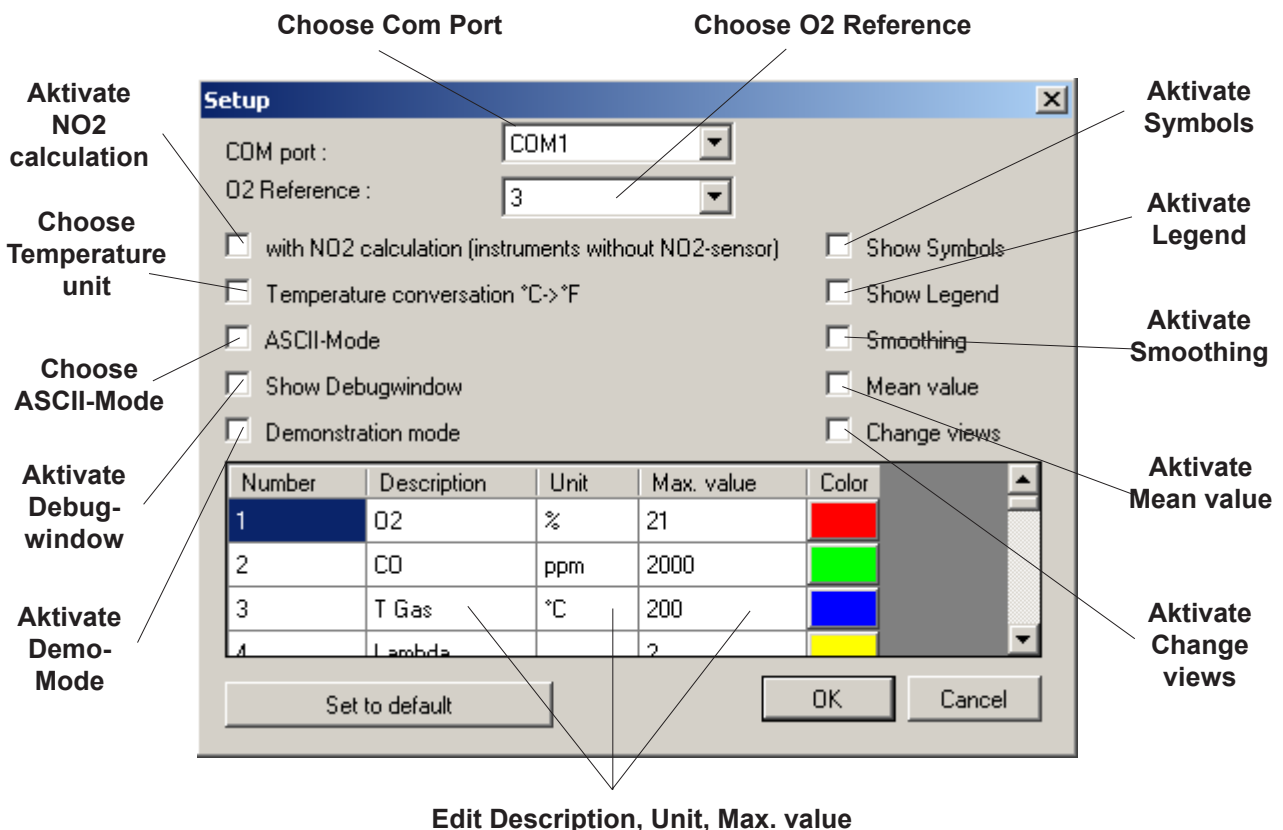 Choose Com Port
Choose O2 Reference
Aktivate
NO2
calculation
Choose
Temperature
unit
Choose
ASCII-Mode
Aktivate
Debug-
window
Aktivate
Demo-
Mode
Setup
COM port :
COM1
O2 Reference :
3
with NO2 calculation (instruments without NO2-sensor)
Show Symbols
Temperature conversation °C->°F
Show Legend
ASCII-Mode
Smoothing
Show Debugwindow
Mean value
Demonstration mode
Change views
Number Description Unit Max. value Color
1 O2 % 21
2 CO ppm 2000
3 T Gas °C 200
4 Lambda 2
Set to default
OK
Cancel
Aktivate
Symbols
Aktivate
Legend
Aktivate
Smoothing
Aktivate
Mean value
Aktivate
Change
views
Edit Description, Unit, Max. value